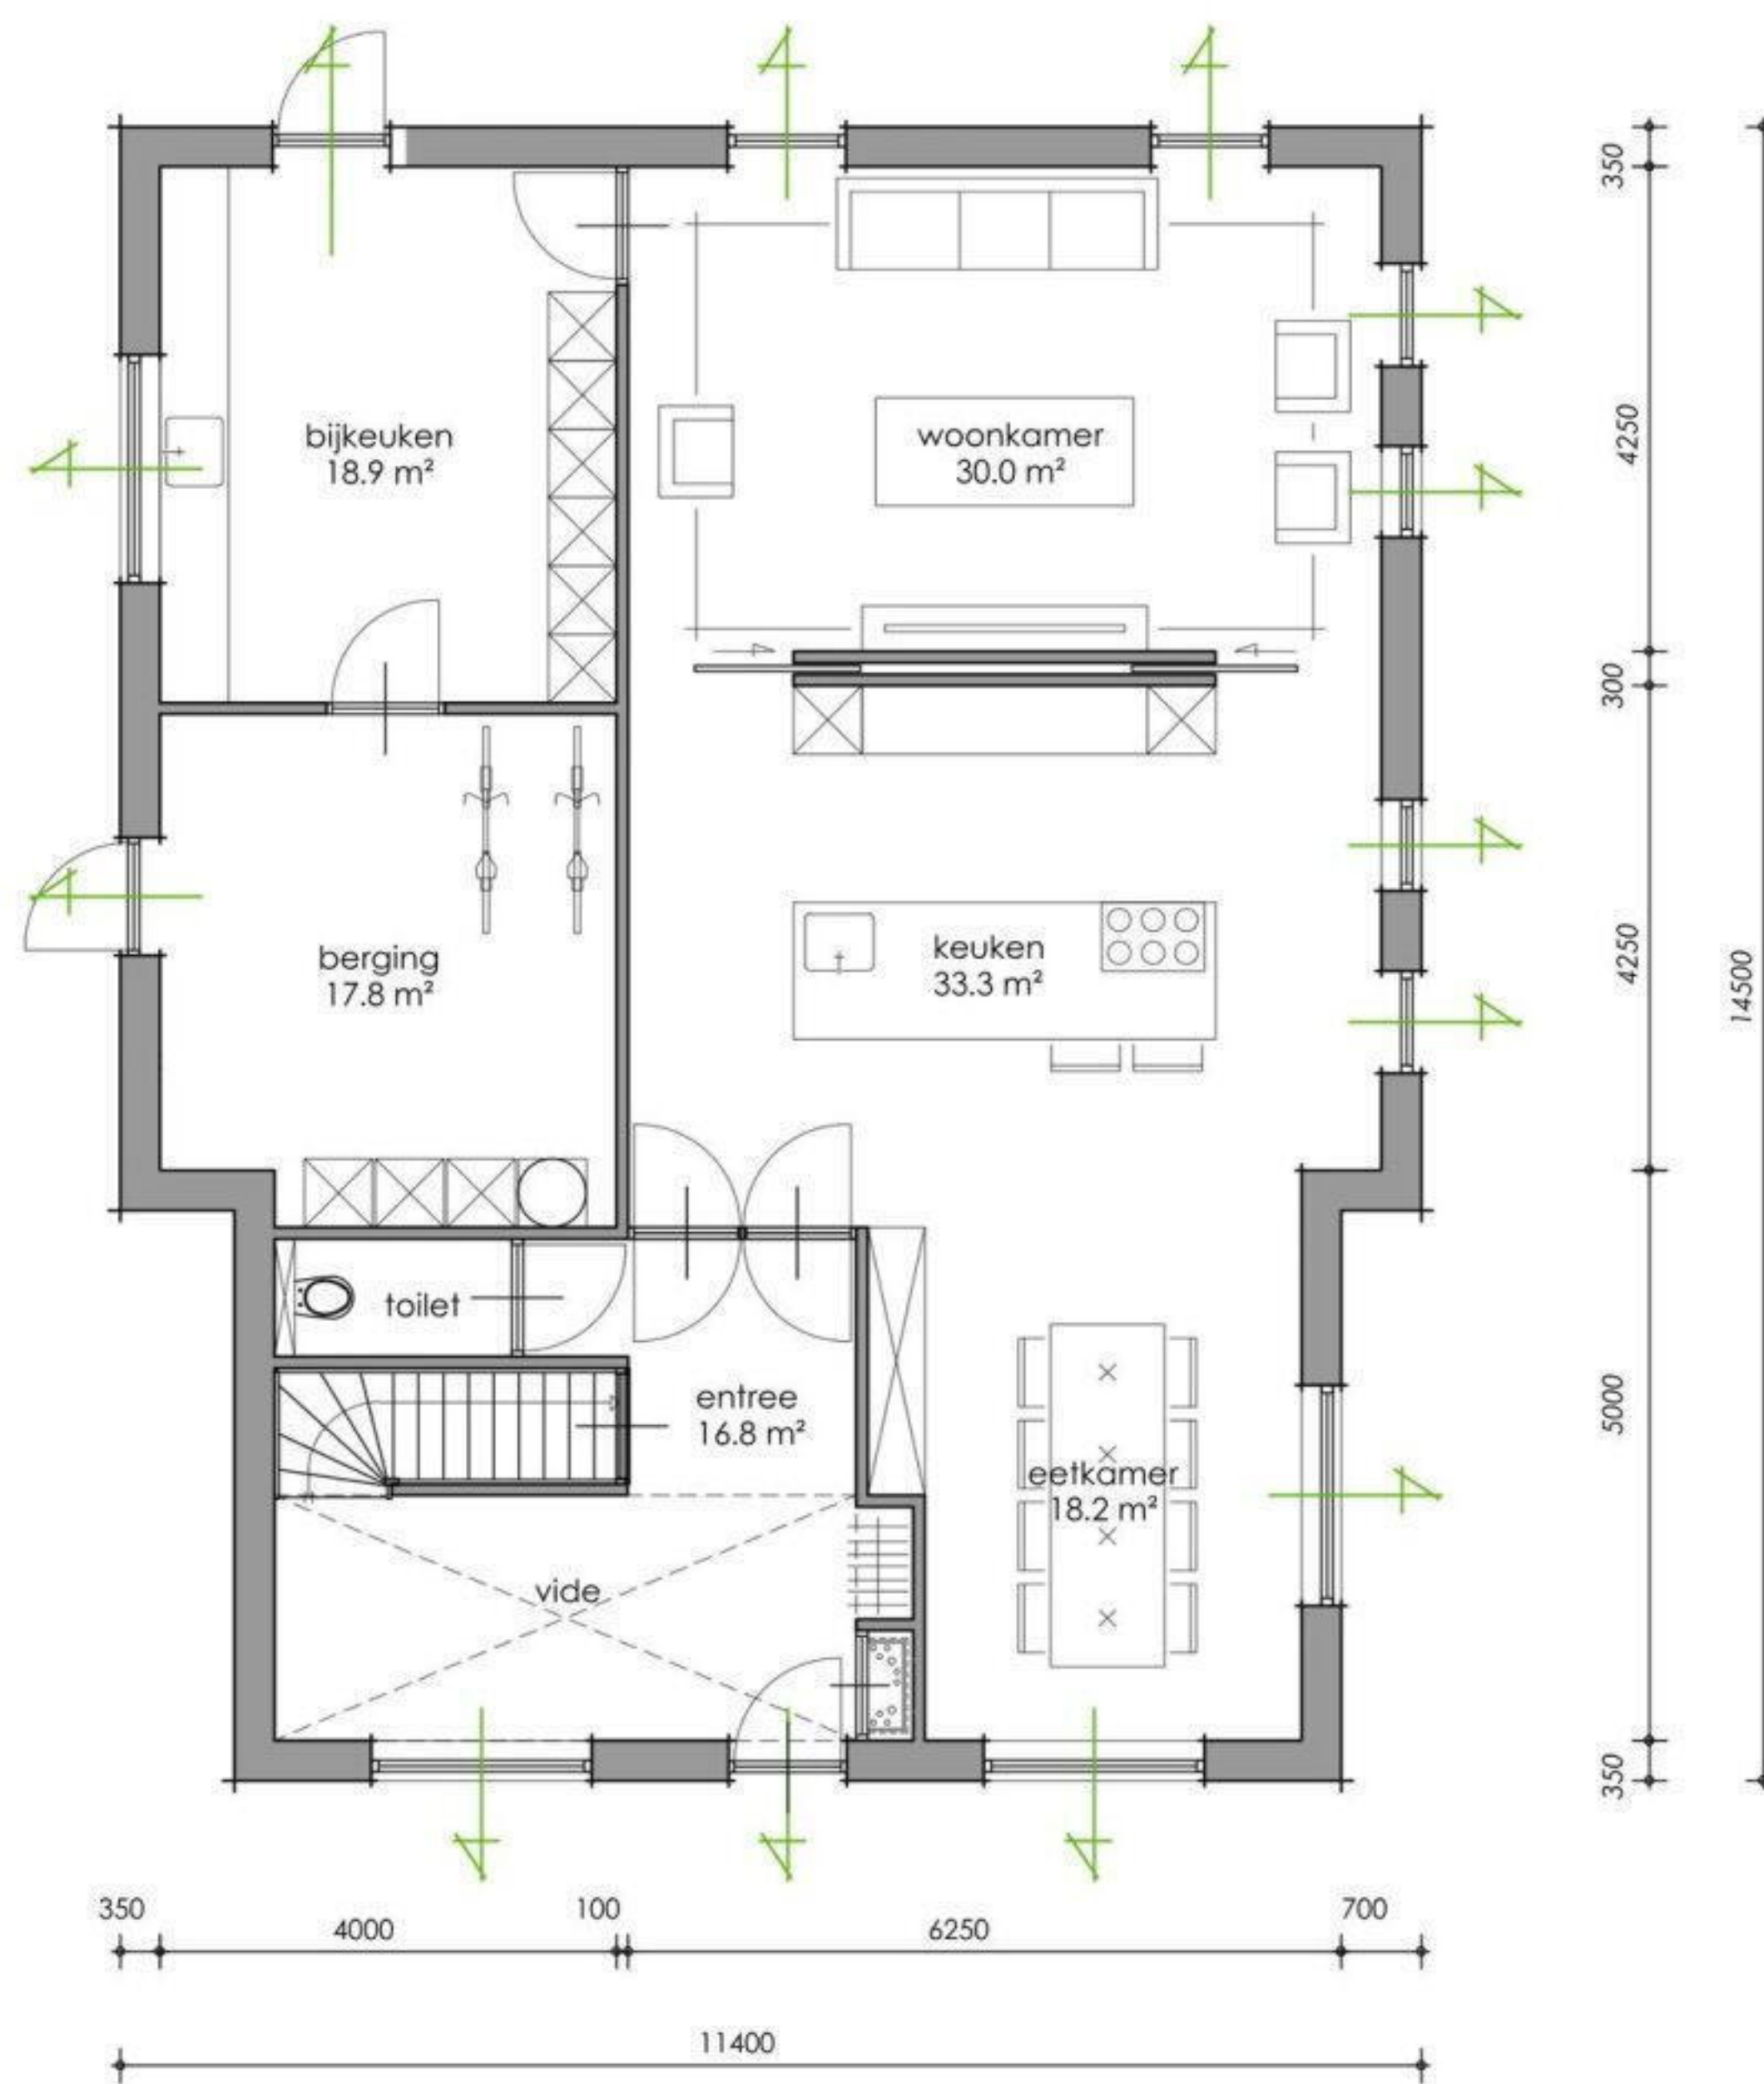 350
bijkeuken
18.9 m²
woonkamer
30.0 m²
4250
300
berging
17.8 m²
keuken
33.3 m²
4250
14500
toilet
entree
16.8 m²
eetkamer
18.2 m²
5000
vide
350
350
4000
100
6250
700
11400